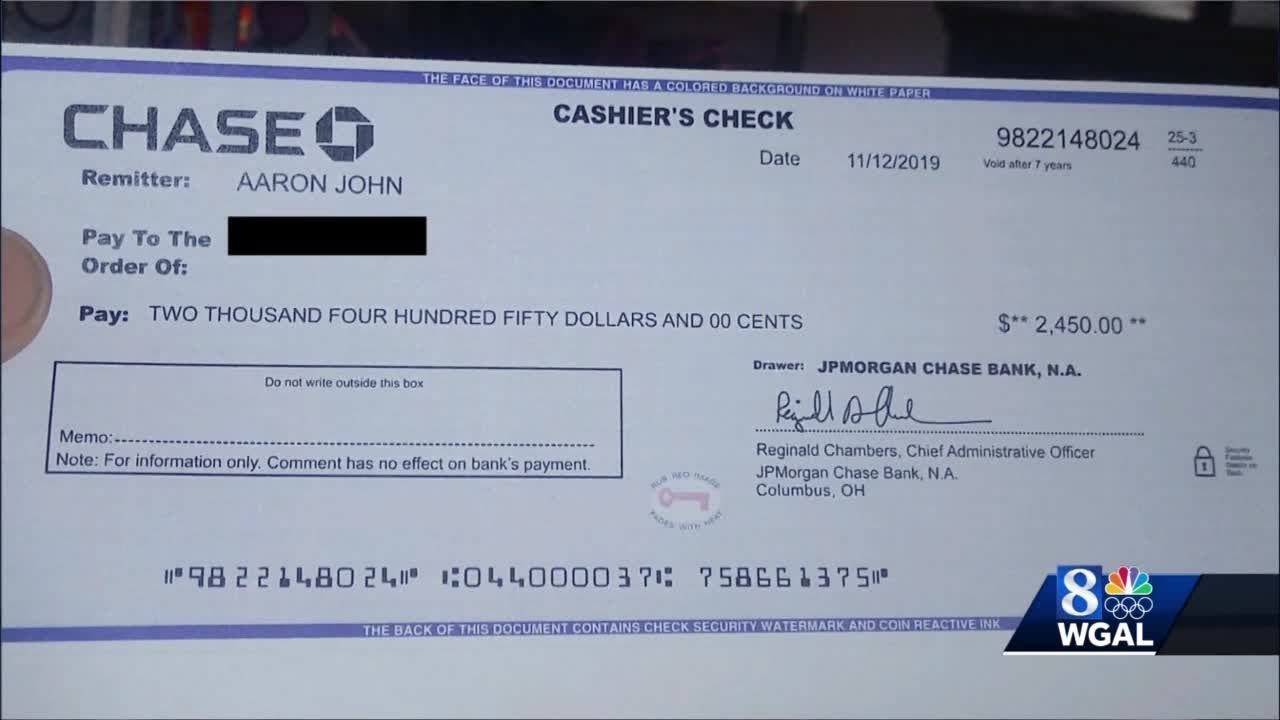 THE FACE OF THIS DOCUMENT HAS A COLORED BACKGROUND ON WHITE PAPER
CHASE
CASHIER'S CHECK
9822148024
25-3
440
Date 11/12/2019
Void after 7 years
Remitter: AARON JOHN
Pay To The
Order Of:
Pay: TWO THOUSAND FOUR HUNDRED FIFTY DOLLARS AND 00 CENTS
$** 2,450.00 **
Do not write outside this box
Memo:
Note: For information only. Comment has no effect on bank's payment.
Drawer: JPMORGAN CHASE BANK, N.A.
Reginald Chambers, Chief Administrative Officer
JPMorgan Chase Bank, N.A.
Columbus, OH
Security
RUB RED IMAGE
FADES WITH HEAT
⑈9822148024⑈ ⑆044000037⑆ 758661375⑈
THE BACK OF THIS DOCUMENT CONTAINS CHECK SECURITY WATERMARK AND COIN REACTIVE INK
8
WGAL